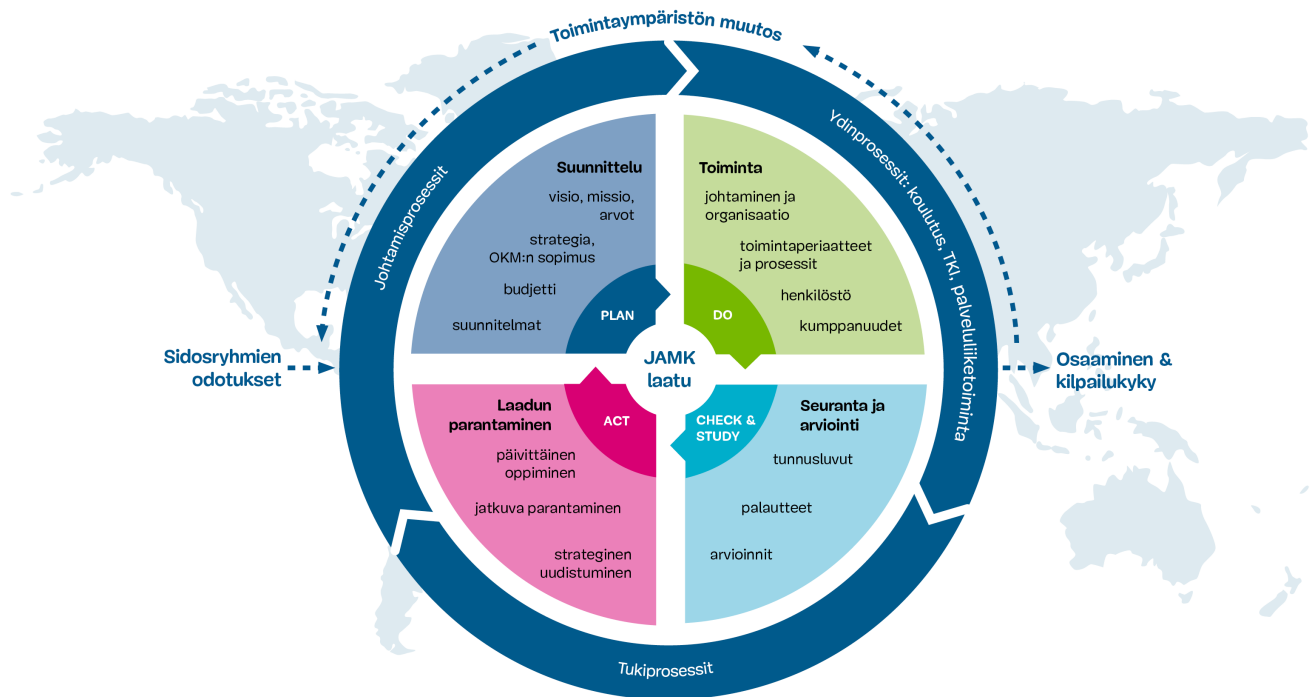 Toimintaympäristön muutos
Johtamisprosessit
Ydinprosessit: koulutus, TKI, palveluliiketoiminta
Tukiprosessit
Sidosryhmien
odotukset
Osaaminen &
kilpailukyky
Suunnittelu
visio, missio,
arvot
strategia,
OKM:n sopimus
budjetti
suunnitelmat
PLAN
Toiminta
johtaminen ja
organisaatio
toimintaperiaatteet
ja prosessit
henkilöstö
kumppanuudet
DO
JAMK
laatu
Laadun
parantaminen
päivittäinen
oppiminen
jatkuva parantaminen
strateginen
uudistuminen
ACT
CHECK &
STUDY
Seuranta ja
arviointi
tunnusluvut
palautteet
arvioinnit